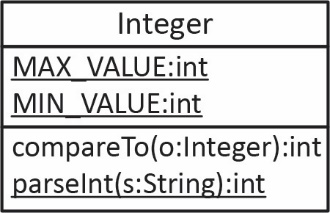 Integer
MAX_VALUE:int
MIN_VALUE:int
compareTo(o:Integer):int
parseInt(s:String):int